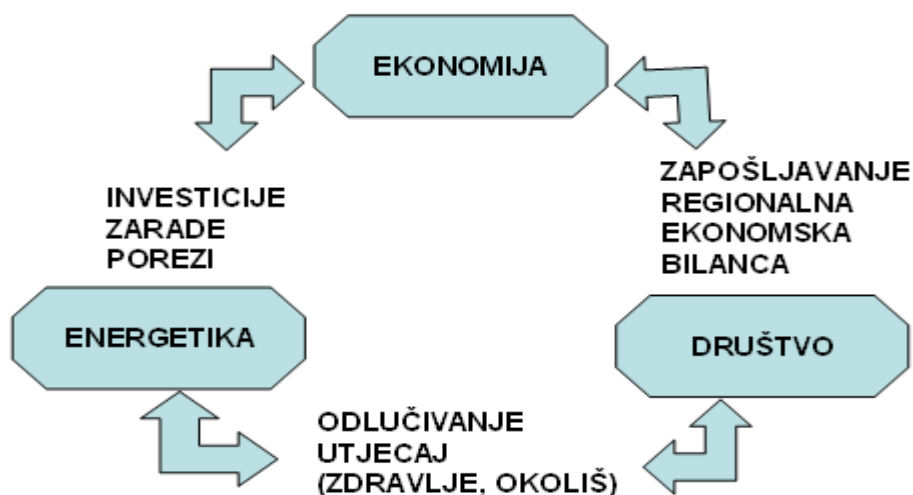 EKONOMIJA
INVESTICIJE
ZARADE
POREZI
ZAPOŠLJAVANJE
REGIONALNA
EKONOMSKA
BILANCA
ENERGETIKA
DRUŠTVO
ODLUČIVANJE
UTJECAJ
(ZDRAVLJE, OKOLIŠ)